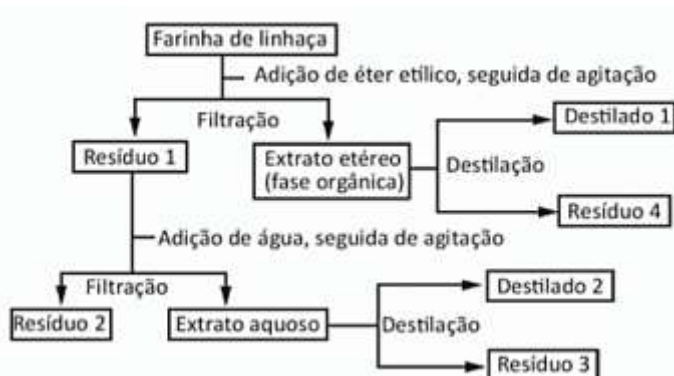 Farinha de linhaça
Adição de éter etílico, seguida de agitação
Filtração
Destilado 1
Resíduo 1
Extrato etéreo
(fase orgânica)
Destilação
Resíduo 4
Adição de água, seguida de agitação
Filtração
Destilado 2
Resíduo 2
Extrato aquoso
Destilação
Resíduo 3